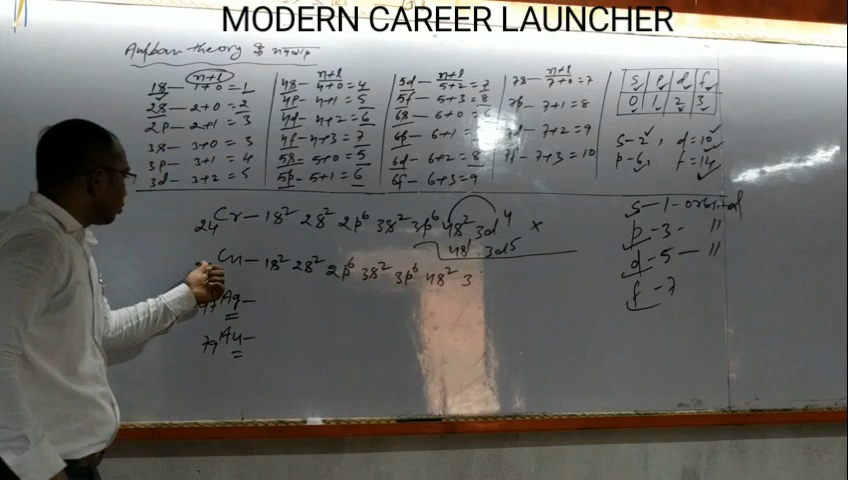 MODERN CAREER LAUNCHER
Aufbau theory
n+l
1s — 1+0 = 1
2s — 2+0 = 2
2p — 2+1 = 3
3s — 3+0 = 3
3p — 3+1 = 4
3d — 3+2 = 5
n+l
4s — 4+0 = 4
4p — 4+1 = 5
4d — 4+2 = 6
4f — 4+3 = 7
5s — 5+0 = 5
5p — 5+1 = 6
n+l
5d — 5+2 = 7
5f — 5+3 = 8
6s — 6+0 = 6
6p — 6+1 =
6d — 6+2 = 8
6f — 6+3 = 9
n+l
7s — 7+0 = 7
7p — 7+1 = 8
7+2 = 9
7f — 7+3 = 10
s p d f
0 1 2 3
s-2, d=10
p-6, f=14
24Cr — 1s² 2s² 2p⁶ 3s² 3p⁶ 4s² 3d⁴ ×
4s¹ 3d⁵
Cu — 1s² 2s² 2p⁶ 3s² 3p⁶ 4s² 3
Ag —
79Au —
s — 1 — orbital
p — 3 — "
d — 5 — "
f — 7